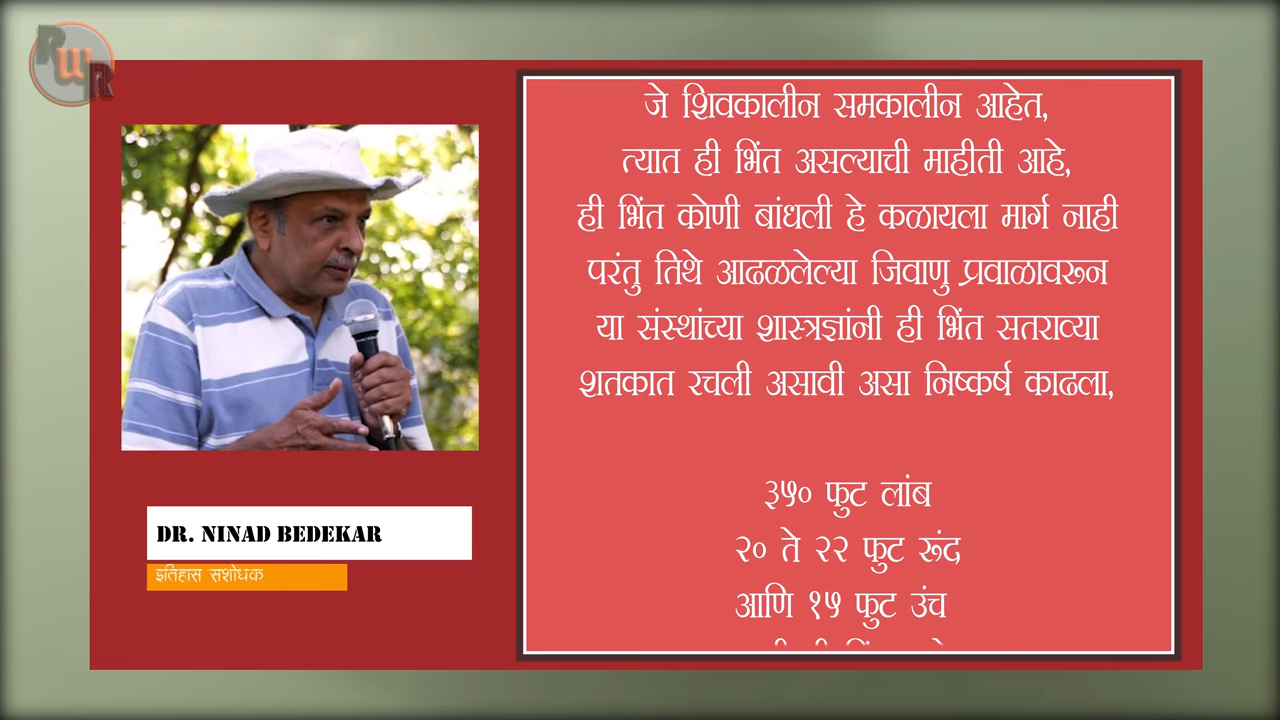 RWR
जे शिवकालीन समकालीन आहेत,
त्यात ही भिंत असल्याची माहीती आहे,
ही भिंत कोणी बांधली हे कळायला मार्ग नाही
परंतु तिथे आढळलेल्या जिवाणु प्रवाळावरून
या संस्थांच्या शास्त्रज्ञांनी ही भिंत सतराव्या
शतकात रचली असावी असा निष्कर्ष काढला,
३५० फुट लांब
२० ते २२ फुट रूंद
आणि १५ फुट उंच
DR. NINAD BEDEKAR
इतिहास सशोधक